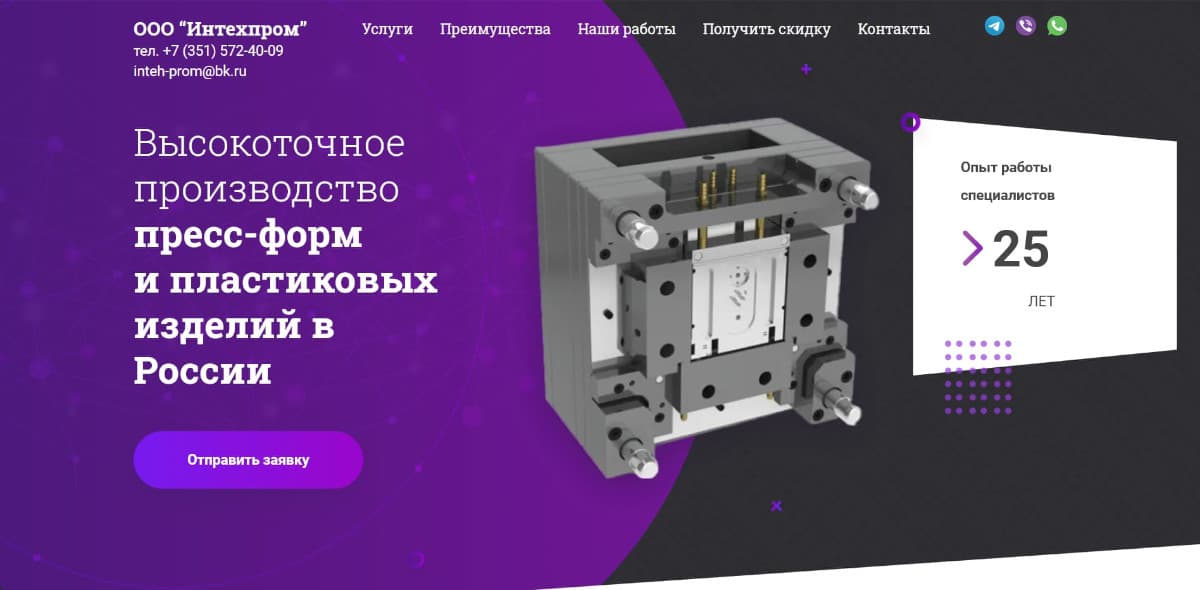 ООО “Интехпром”
тел. +7 (351) 572-40-09
inteh-prom@bk.ru
Услуги
Преимущества
Наши работы
Получить скидку
Контакты
Высокоточное
производство
пресс-форм
и пластиковых
изделий в
России
Отправить заявку
Опыт работы
специалистов
25
ЛЕТ